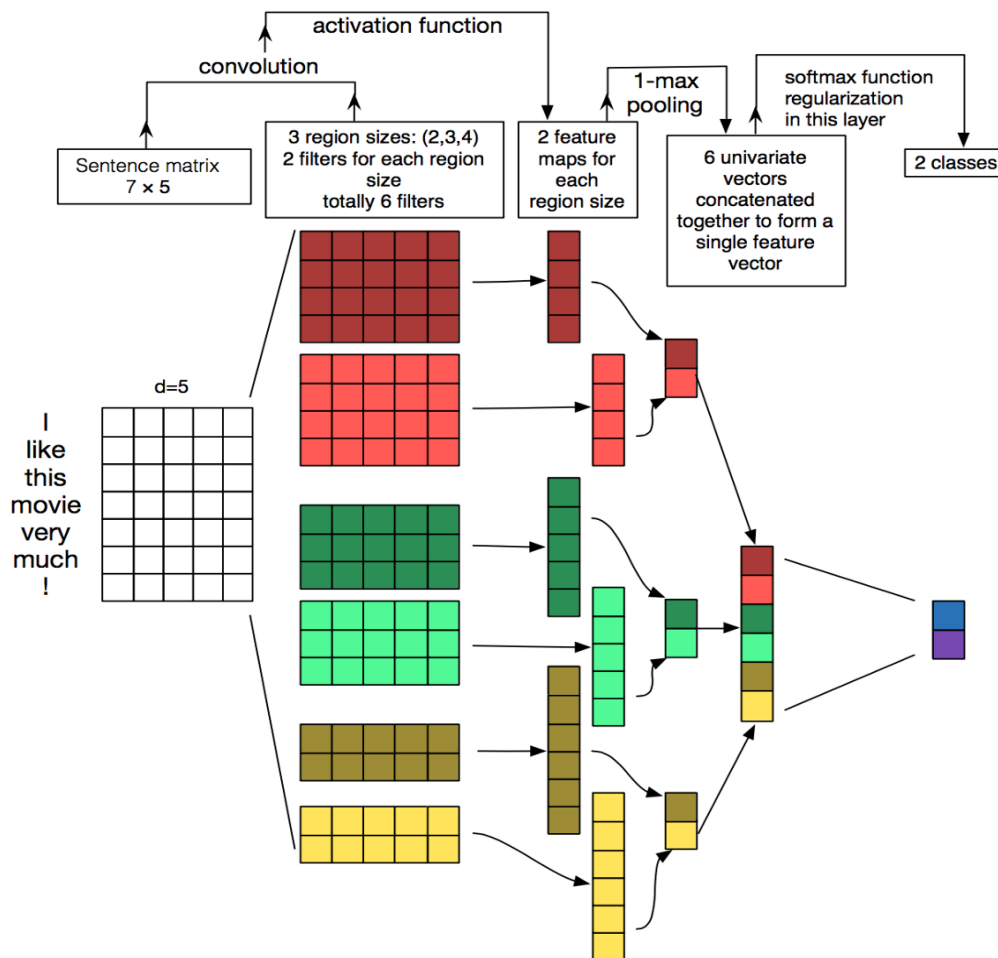 activation function
convolution
1-max
pooling
softmax function
regularization
in this layer
Sentence matrix
7 × 5
3 region sizes: (2,3,4)
2 filters for each region
size
totally 6 filters
2 feature
maps for
each
region size
6 univariate
vectors
concatenated
together to form a
single feature
vector
2 classes
d=5
I
like
this
movie
very
much
!